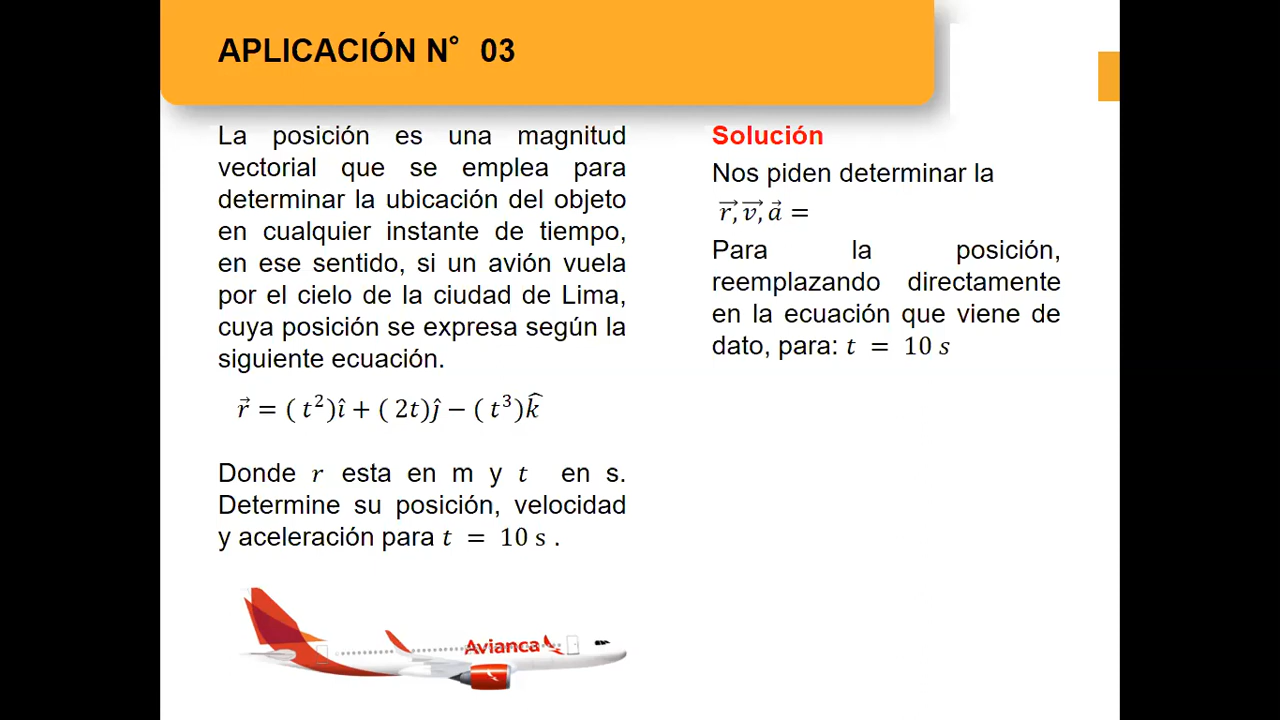 APLICACIÓN N° 03
La posición es una magnitud
vectorial que se emplea para
determinar la ubicación del objeto
en cualquier instante de tiempo,
en ese sentido, si un avión vuela
por el cielo de la ciudad de Lima,
cuya posición se expresa según la
siguiente ecuación.
r⃗ = ( t²)î + ( 2t)ĵ − ( t³)k̂
Donde r esta en m y t en s.
Determine su posición, velocidad
y aceleración para t = 10 s .
Avianca
Solución
Nos piden determinar la
r⃗, v⃗, a⃗ =
Para la posición,
reemplazando directamente
en la ecuación que viene de
dato, para: t = 10 s